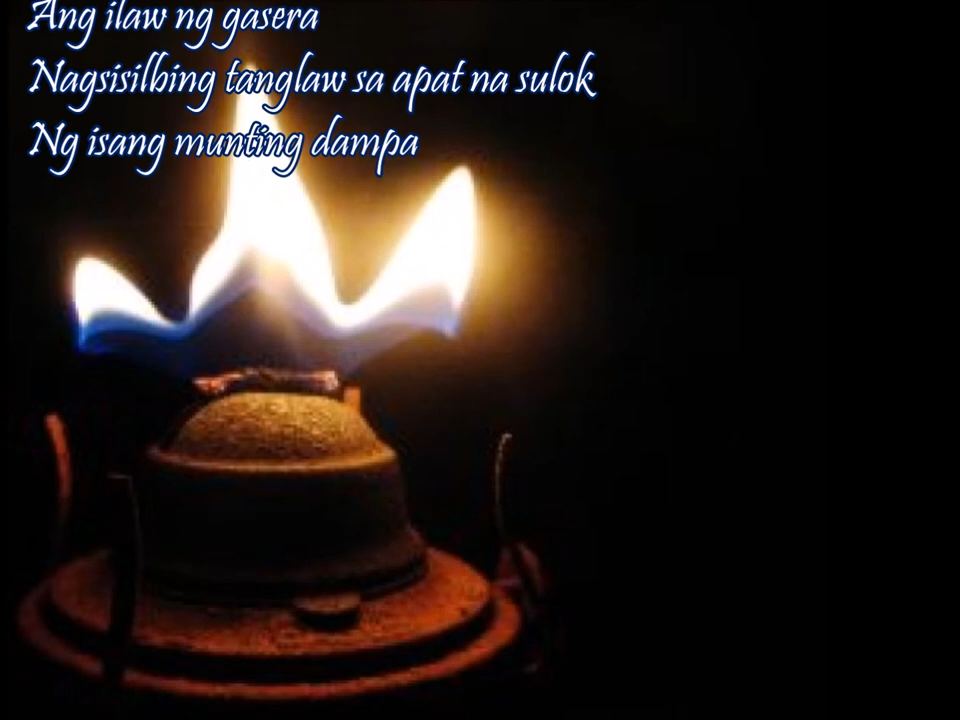 Ang ilaw ng gasera
Nagsisilbing tanglaw sa apat na sulok
Ng isang munting dampa